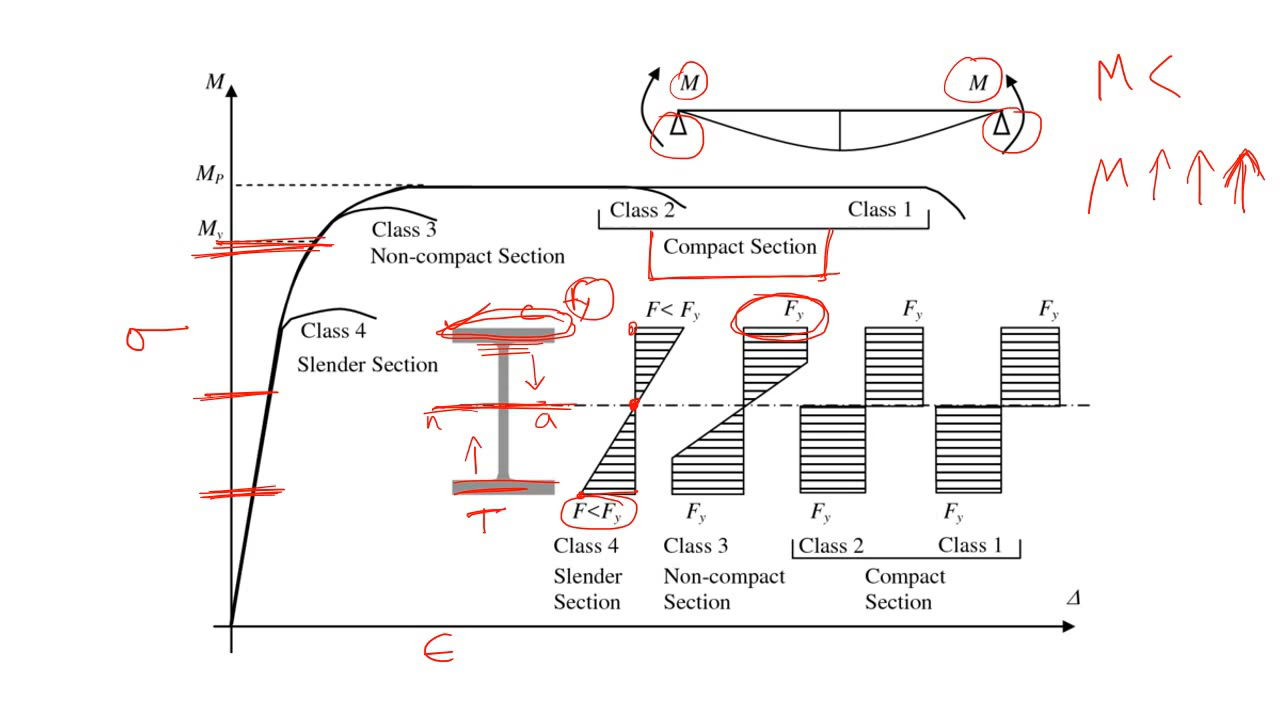 M
M
M
M <
M ↑ ↑ ↑
M_P
M_y
Class 2
Class 1
Compact Section
Class 3
Non-compact Section
Class 4
Slender Section
σ
C
F< F_y
F_y
F_y
F_y
n
a
T
F<F_y
F_y
F_y
F_y
Class 4
Class 3
Class 2
Class 1
Slender
Section
Non-compact
Section
Compact
Section
Δ
ϵ